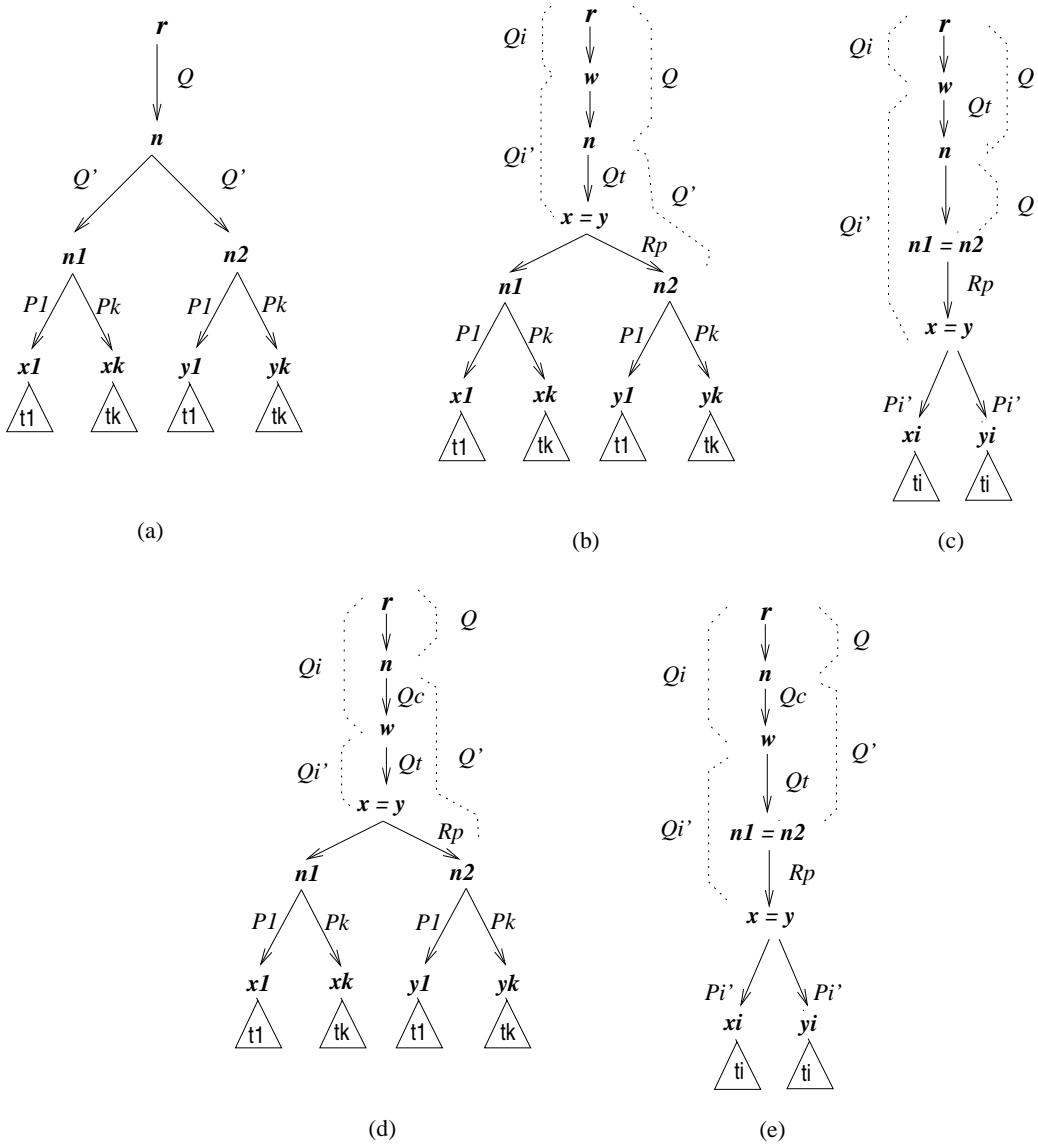 r
Q
n
Q' Q'
n1 n2
P1 Pk P1 Pk
x1 xk y1 yk
t1 tk t1 tk
(a)
r
Qi Q
w
n
Qi' Qt Q'
x = y
Rp
n1 n2
P1 Pk P1 Pk
x1 xk y1 yk
t1 tk t1 tk
(b)
r
Qi Q
w
Qt
n
Qi' Q'
n1 = n2
Rp
x = y
Pi' Pi'
xi yi
ti ti
(c)
r
Q
Qi n
Qc
w
Qi' Qt Q'
x = y
Rp
n1 n2
P1 Pk P1 Pk
x1 xk y1 yk
t1 tk t1 tk
(d)
r
Q
Qi n
Qc
w
Q'
Qt
Qi' n1 = n2
Rp
x = y
Pi' Pi'
xi yi
ti ti
(e)